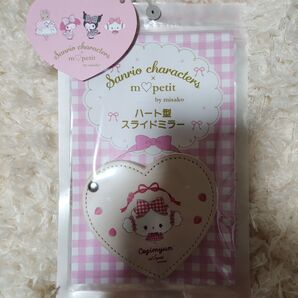 Sanrio characters
×
m♡petit
by misako
Sanrio characters
×
m♡petit
by misako
ハート型
スライドミラー
Cogimyun